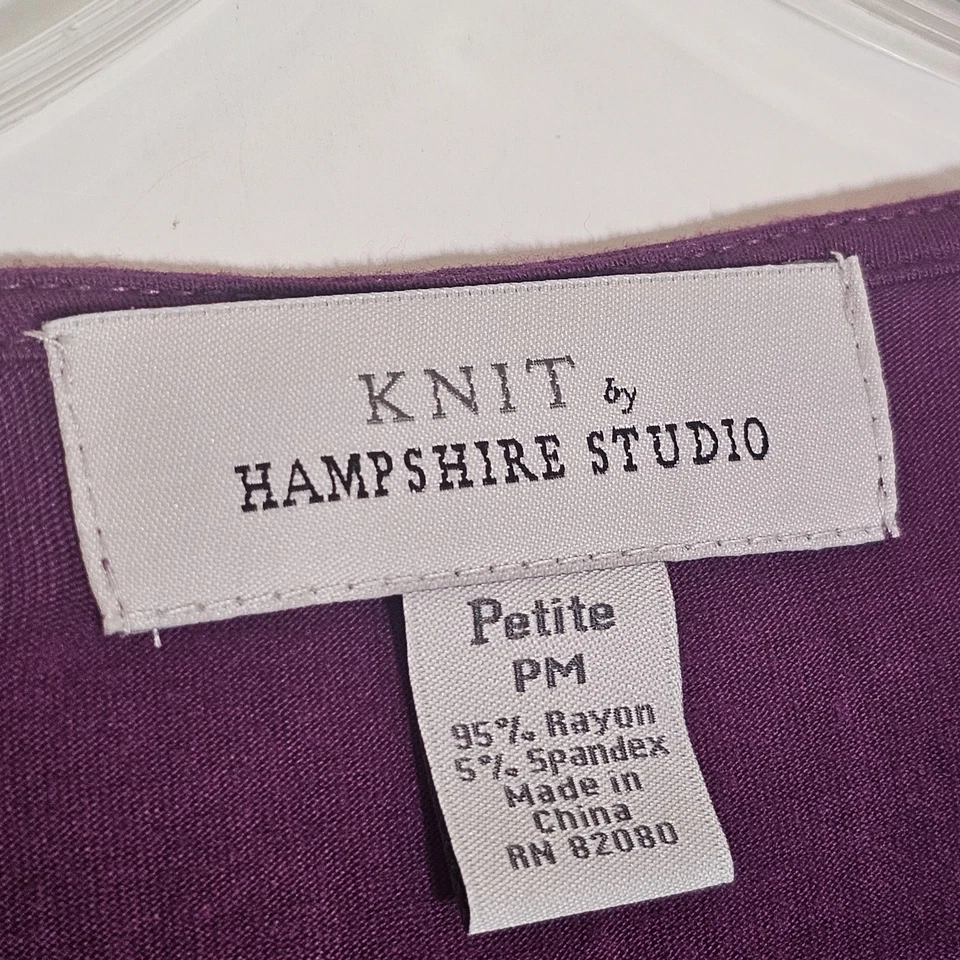 KNIT by
HAMPSHIRE STUDIO
Petite
PM
95% Rayon
5% Spandex
Made in
China
RN 82080